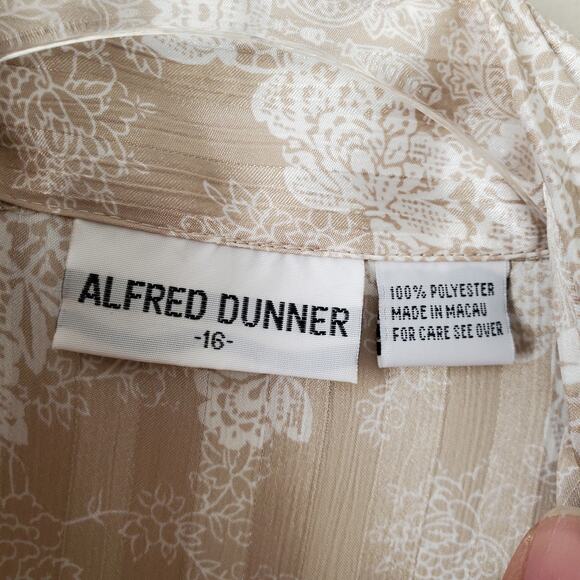 ALFRED DUNNER
-16-
100% POLYESTER
MADE IN MACAU
FOR CARE SEE OVER